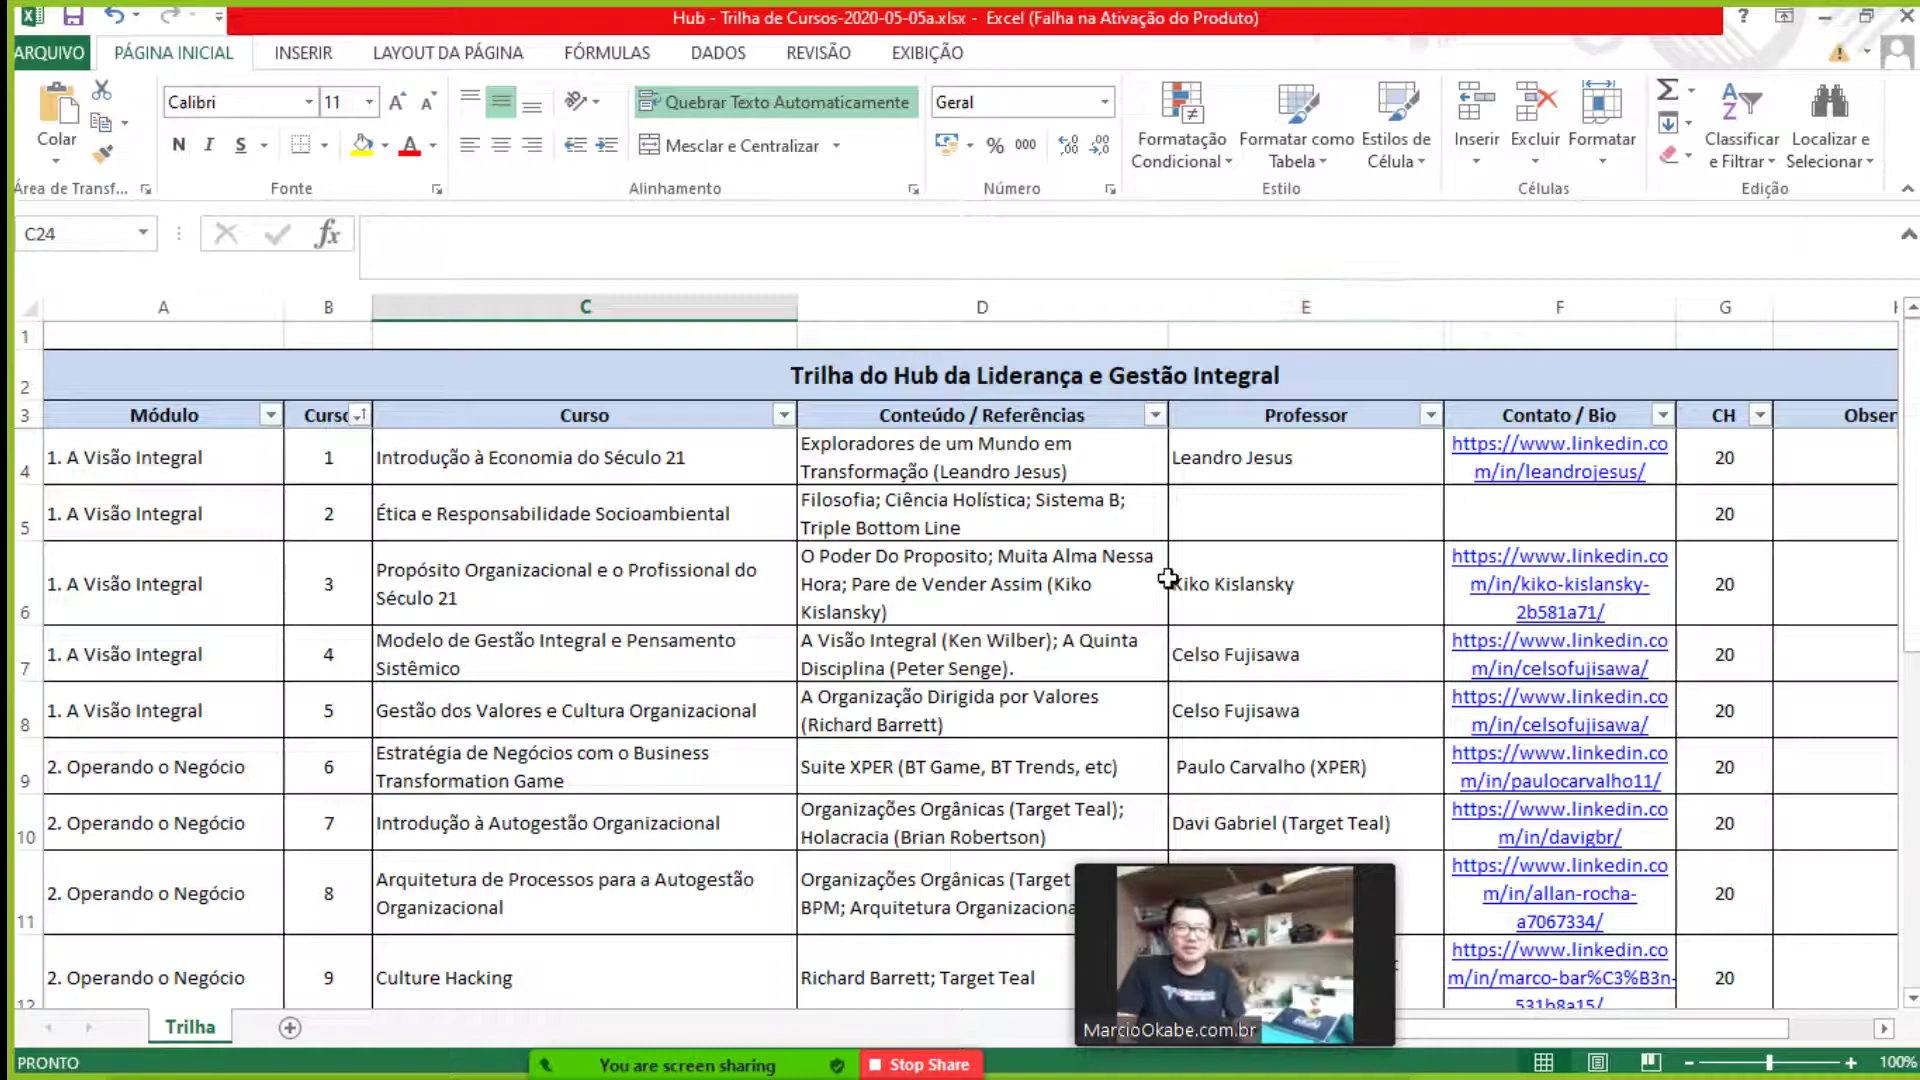 Hub - Trilha de Cursos-2020-05-05a.xlsx - Excel (Falha na Ativação do Produto)
ARQUIVO PÁGINA INICIAL INSERIR LAYOUT DA PÁGINA FÓRMULAS DADOS REVISÃO EXIBIÇÃO
Colar
Área de Transf...
Calibri 11
N I S
Fonte
Quebrar Texto Automaticamente
Mesclar e Centralizar
Alinhamento
Geral
% 000
Número
Formatação Condicional
Formatar como Tabela
Estilos de Célula
Estilo
Inserir Excluir Formatar
Células
Classificar e Filtrar
Localizar e Selecionar
Edição
C24
fx
A B C D E F G
1
2 Trilha do Hub da Liderança e Gestão Integral
3 Módulo Curso Curso Conteúdo / Referências Professor Contato / Bio CH Obser
4 1. A Visão Integral 1 Introdução à Economia do Século 21 Exploradores de um Mundo em Transformação (Leandro Jesus) Leandro Jesus https://www.linkedin.com/in/leandrojesus/ 20
5 1. A Visão Integral 2 Ética e Responsabilidade Socioambiental Filosofia; Ciência Holística; Sistema B; Triple Bottom Line 20
6 1. A Visão Integral 3 Propósito Organizacional e o Profissional do Século 21 O Poder Do Proposito; Muita Alma Nessa Hora; Pare de Vender Assim (Kiko Kislansky) Kiko Kislansky https://www.linkedin.com/in/kiko-kislansky-2b581a71/ 20
7 1. A Visão Integral 4 Modelo de Gestão Integral e Pensamento Sistêmico A Visão Integral (Ken Wilber); A Quinta Disciplina (Peter Senge). Celso Fujisawa https://www.linkedin.com/in/celsofujisawa/ 20
8 1. A Visão Integral 5 Gestão dos Valores e Cultura Organizacional A Organização Dirigida por Valores (Richard Barrett) Celso Fujisawa https://www.linkedin.com/in/celsofujisawa/ 20
9 2. Operando o Negócio 6 Estratégia de Negócios com o Business Transformation Game Suite XPER (BT Game, BT Trends, etc) Paulo Carvalho (XPER) https://www.linkedin.com/in/paulocarvalho11/ 20
10 2. Operando o Negócio 7 Introdução à Autogestão Organizacional Organizações Orgânicas (Target Teal); Holacracia (Brian Robertson) Davi Gabriel (Target Teal) https://www.linkedin.com/in/davigbr/ 20
11 2. Operando o Negócio 8 Arquitetura de Processos para a Autogestão Organizacional Organizações Orgânicas (Target BPM; Arquitetura Organizaciona https://www.linkedin.com/in/allan-rocha-a7067334/ 20
12 2. Operando o Negócio 9 Culture Hacking Richard Barrett; Target Teal https://www.linkedin.com/in/marco-bar%C3%B3n-531b8a15/ 20
MarcioOkabe.com.br
Trilha
PRONTO
You are screen sharing
Stop Share
100%